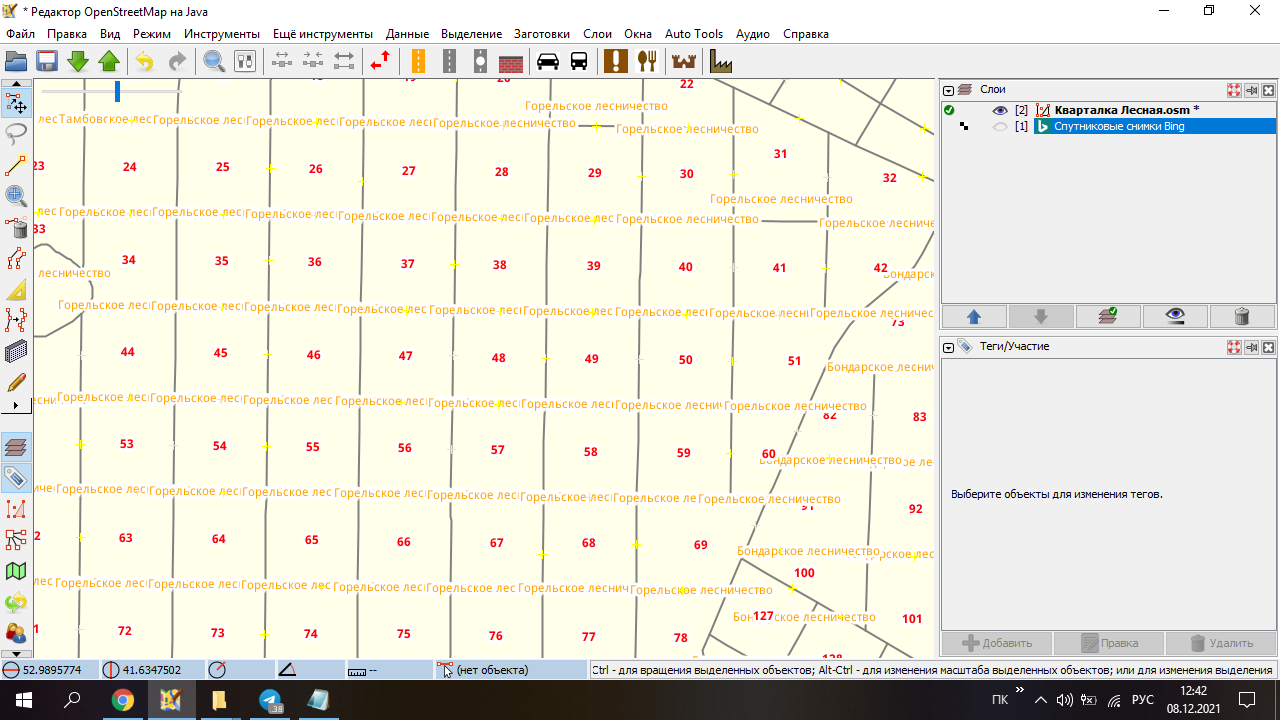 * Редактор OpenStreetMap на Java
Файл Правка Вид Режим Инструменты Ещё инструменты Данные Выделение Заготовки Слои Окна Auto Tools Аудио Справка
22
Горельское лесничество
Тамбовское лес Горельское лес Горельское лес Горельское лес Горельское лесничество Горельское лесничество
23 24 25 26 27 28 29 30 31 32
Горельское лесничество
Горельское лес Горельское лес Горельское лес Горельское лес Горельское лес Горельское лес Горельское лесничество Горельское лесниче
33
34 35 36 37 38 39 40 41 42
лесничество Бондарск
Горельское лес Горельское лес Горельское лес Горельское лес Горельское лес Горельское лес Горельское лес Горельское лесн Горельское лесничес
73
44 45 46 47 48 49 50 51
Бондарское лесни
Горельское лес Горельское лес Горельское лес Горельское лес Горельское лес Горельское лес Горельское лесни Горельское лесничество
82 83
53 54 55 56 57 58 59 60
Бондарское лесничество
Горельское лес Горельское лес Горельское лес Горельское лес Горельское лес Горельское лес Горельское лес Горельское лесничество
91 92
63 64 65 66 67 68 69
Бондарское лесничество
100
Горельское лес Горельское лес Горельское лес Горельское лес Горельское лес Горельское леснич Горельское лесничество
127 лесничество 101
72 73 74 75 76 77 78
Слои
[2] Кварталка Лесная.osm *
[1] Спутниковые снимки Bing
Теги/Участие
Выберите объекты для изменения тегов.
Добавить Правка Удалить
52.9895774 41.6347502 -- (нет объекта) Ctrl - для вращения выделенных объектов; Alt-Ctrl - для изменения масштаба выделенных объектов; или для изменения выделения
.38 ПК » РУС 12:42
08.12.2021